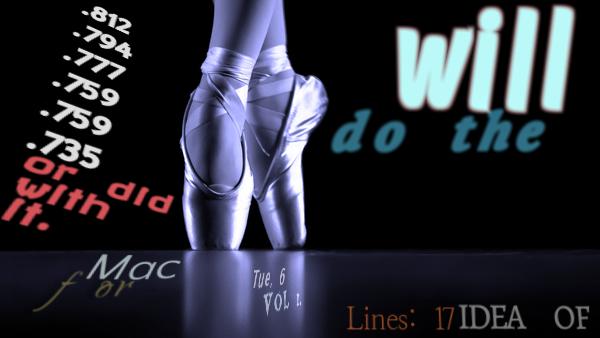 .812
.794
.777
.759
.759
.735
or did
with
it.
will
do the
Mac
for
Tue, 6
VOL 1.
Lines: 17
IDEA OF